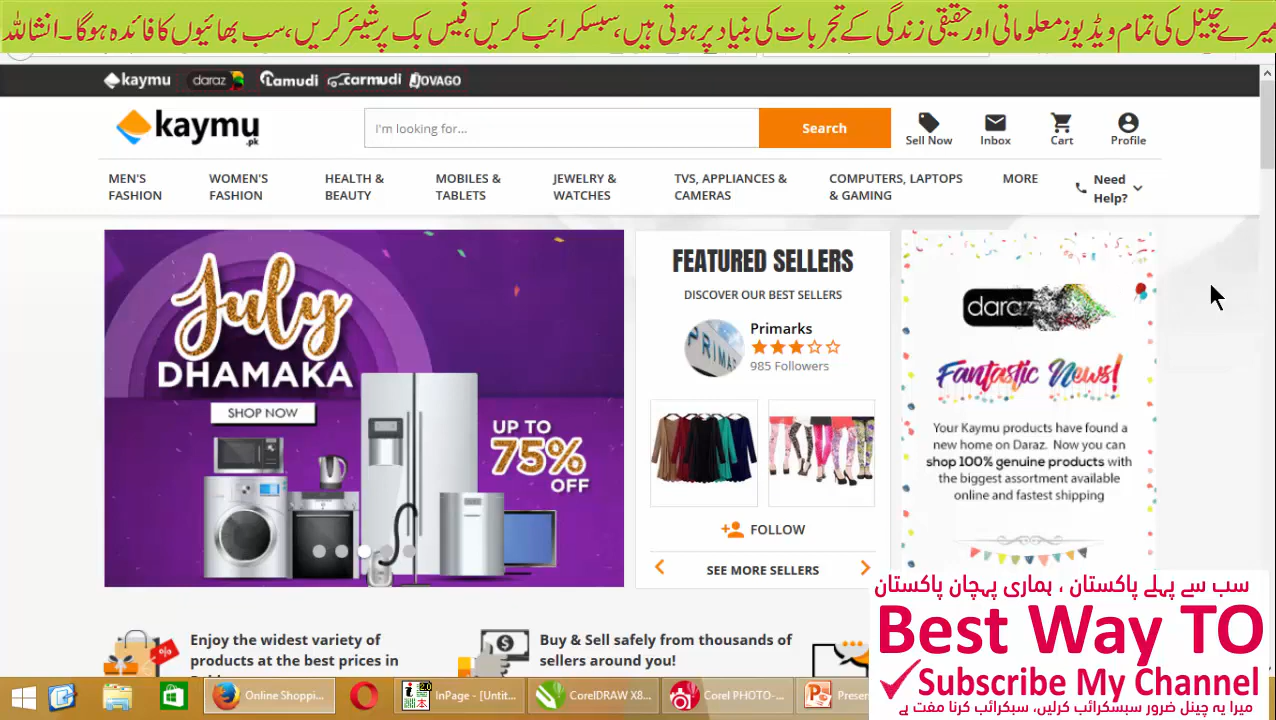 میرے چینل کی تمام ویڈیوز معلوماتی اور حقیقی زندگی کے تجربات کی بنیاد پر ہوتی ہیں، سبسکرائب کریں، فیس بک پر شیئر کریں، سب بھائیوں کا فائدہ ہوگا۔ انشااللہ
kaymu daraz Lamudi carmudi JOVAGO
kaymu.pk
I'm looking for...
Search
Sell Now
Inbox
Cart
Profile
MEN'S FASHION
WOMEN'S FASHION
HEALTH & BEAUTY
MOBILES & TABLETS
JEWELRY & WATCHES
TVS, APPLIANCES & CAMERAS
COMPUTERS, LAPTOPS & GAMING
MORE
Need Help?
July
DHAMAKA
SHOP NOW
UP TO
75%
OFF
FEATURED SELLERS
DISCOVER OUR BEST SELLERS
Primarks
985 Followers
FOLLOW
SEE MORE SELLERS
daraz
Fantastic News!
Your Kaymu products have found a
new home on Daraz. Now you can
shop 100% genuine products with
the biggest assortment available
online and fastest shipping
Enjoy the widest variety of
products at the best prices in
Buy & Sell safely from thousands of
sellers around you!
سب سے پہلے پاکستان ، ہماری پہچان پاکستان
Best Way TO
Subscribe My Channel
میرا یہ چینل ضرور سبسکرائب کرلیں، سبکرائب کرنا مفت ہے
Online Shoppi...
InPage - [Untit...
CorelDRAW X8...
Corel PHOTO-...
Presen